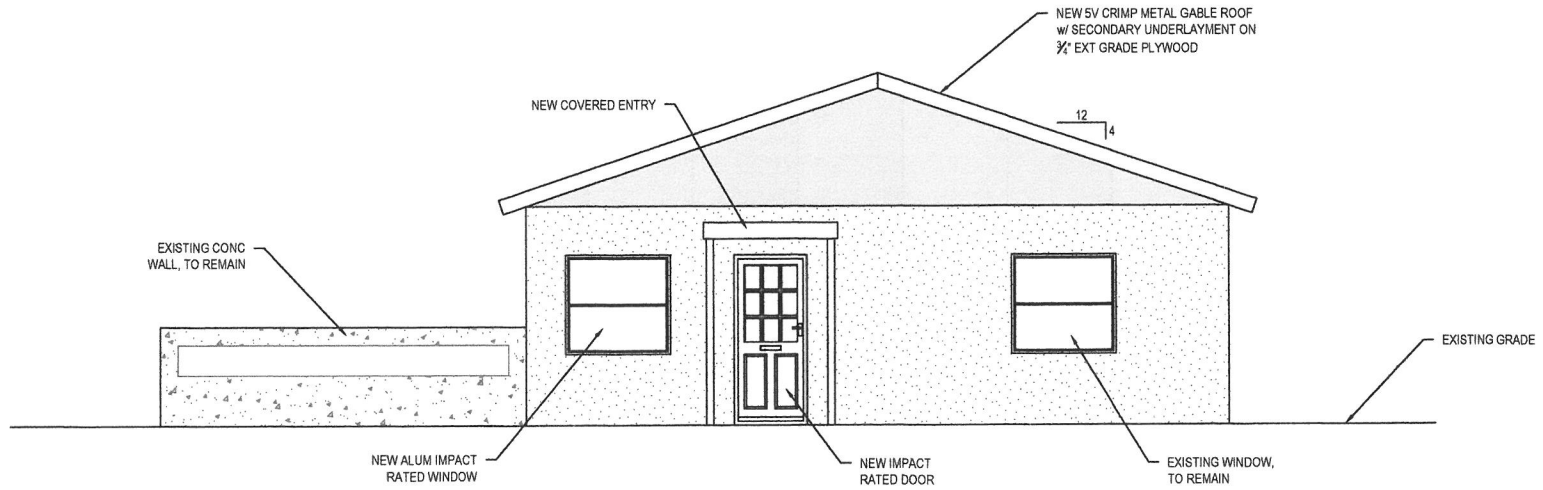 NEW 5V CRIMP METAL GABLE ROOF
w/ SECONDARY UNDERLAYMENT ON
¾" EXT GRADE PLYWOOD
NEW COVERED ENTRY
12
4
EXISTING CONC
WALL, TO REMAIN
EXISTING GRADE
NEW ALUM IMPACT
RATED WINDOW
NEW IMPACT
RATED DOOR
EXISTING WINDOW,
TO REMAIN